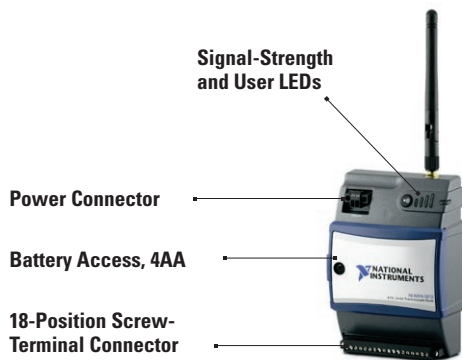 Signal-Strength
and User LEDs
Power Connector
Battery Access, 4AA
18-Position Screw-
Terminal Connector
NATIONAL
INSTRUMENTS